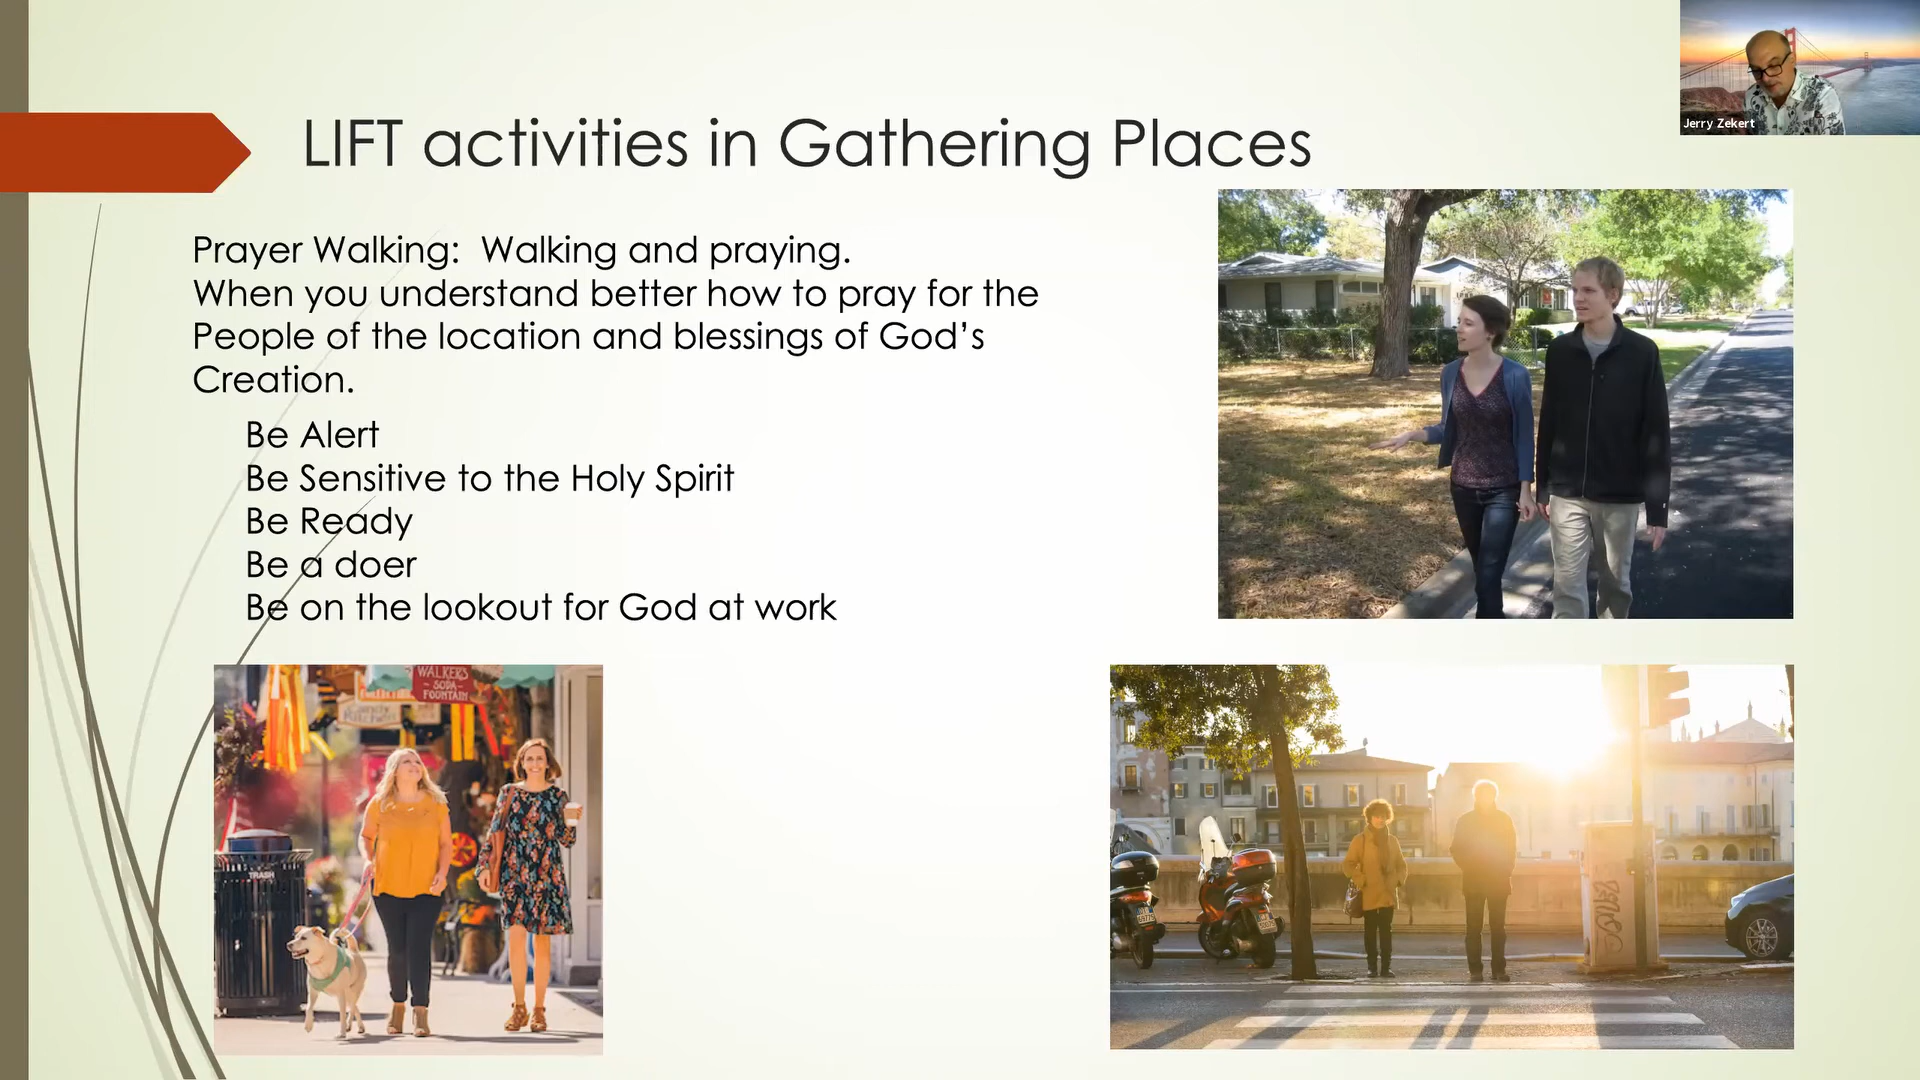 Jerry Zekert
LIFT activities in Gathering Places
Prayer Walking:  Walking and praying.
When you understand better how to pray for the
People of the location and blessings of God’s
Creation.
Be Alert
Be Sensitive to the Holy Spirit
Be Ready
Be a doer
Be on the lookout for God at work
WALKERS
SODA
FOUNTAIN
Candy
Kitchen
TRASH